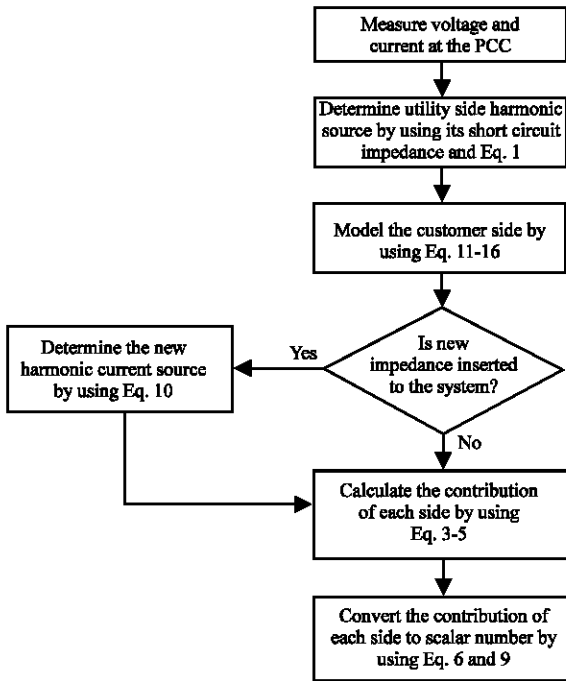 Measure voltage and
current at the PCC
Determine utility side harmonic
source by using its short circuit
impedance and Eq. 1
Model the customer side by
using Eq. 11-16
Is new
impedance inserted
to the system?
Yes
Determine the new
harmonic current source
by using Eq. 10
No
Calculate the contribution
of each side by using
Eq. 3-5
Convert the contribution of
each side to scalar number by
using Eq. 6 and 9